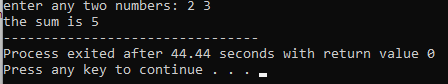 enter any two numbers: 2 3
the sum is 5
--------------------------------
Process exited after 44.44 seconds with return value 0
Press any key to continue . . .